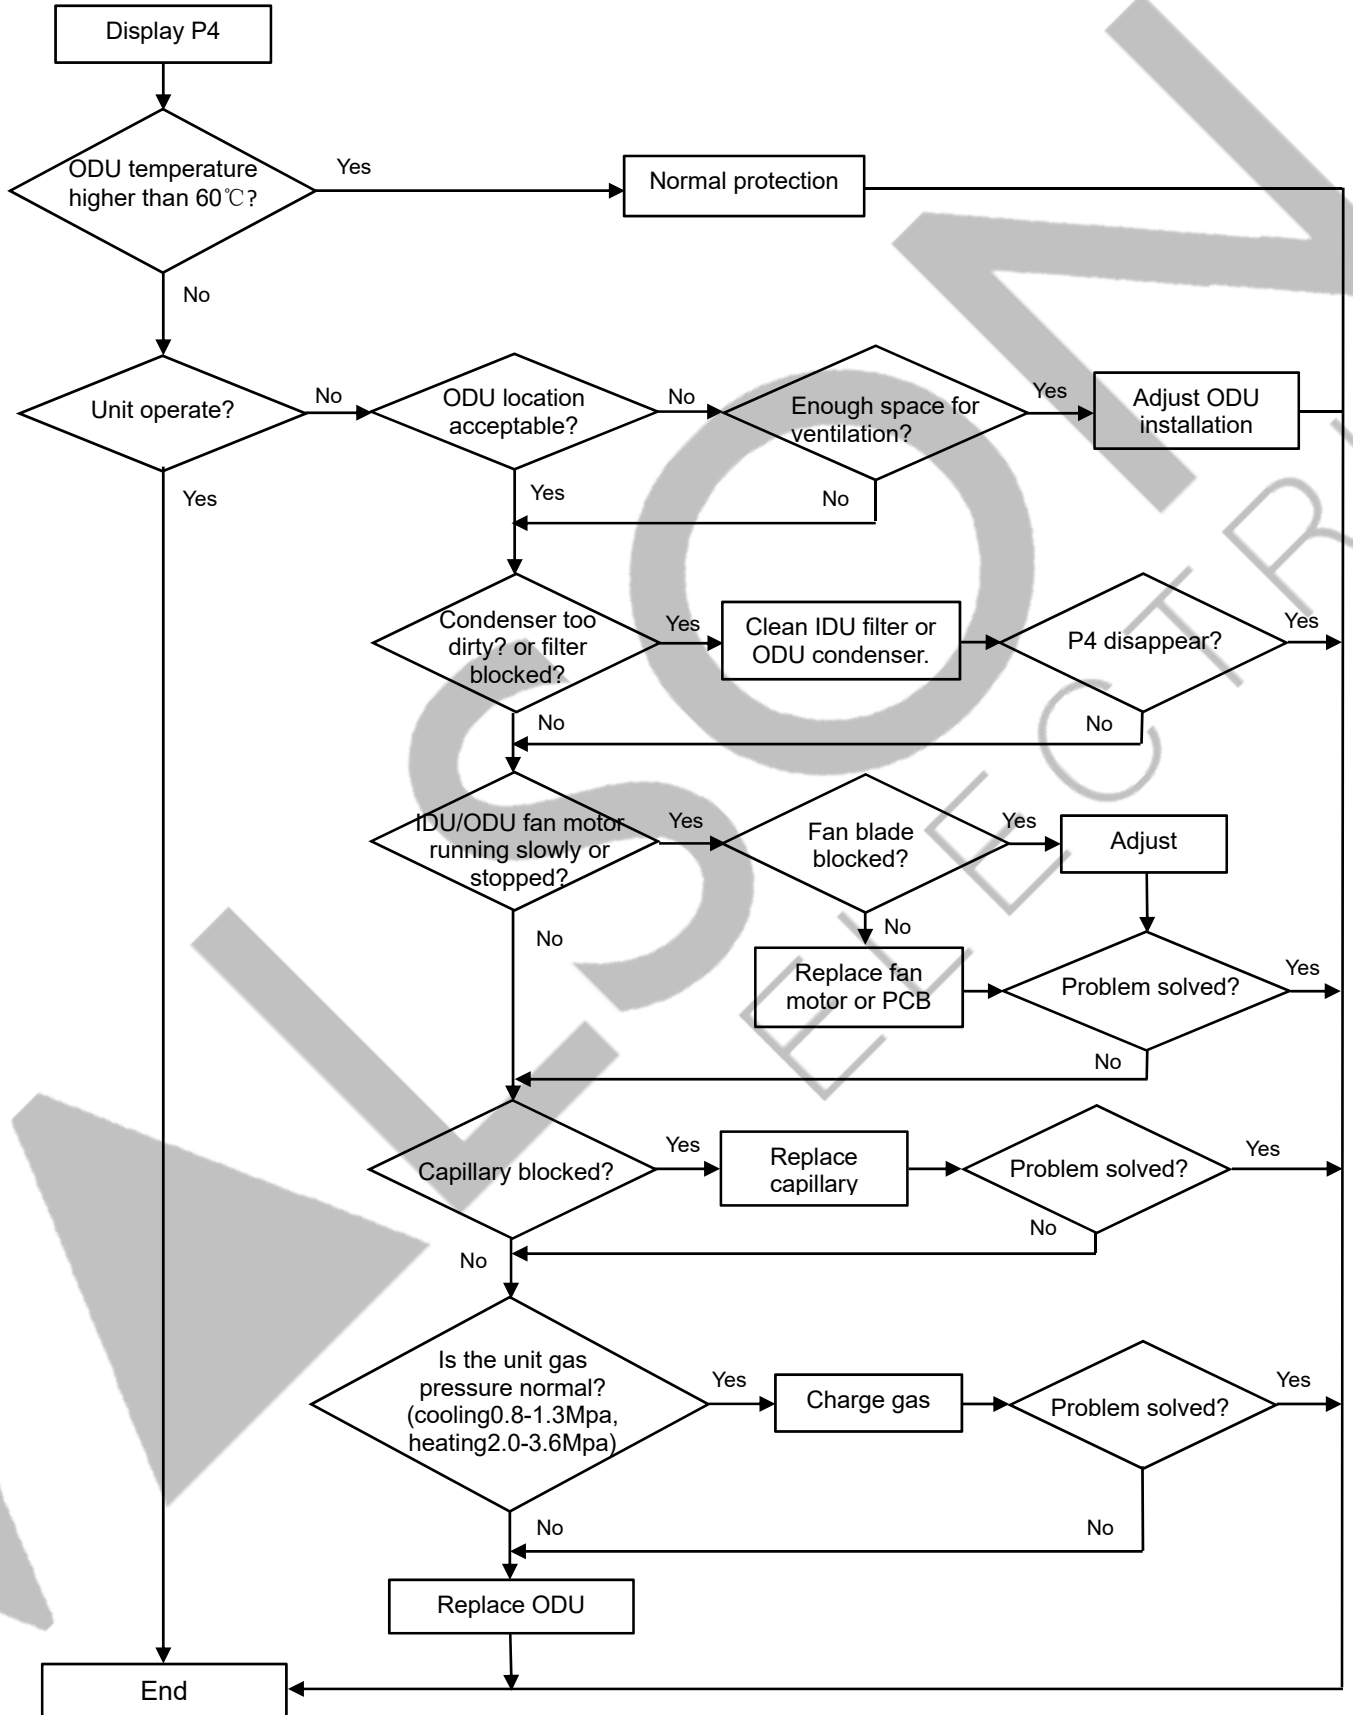 Display P4
ODU temperature
higher than 60℃?
Yes
Normal protection
No
Unit operate?
No
ODU location
acceptable?
No
Enough space for
ventilation?
Yes
Adjust ODU
installation
Yes
Yes
No
Condenser too
dirty? or filter
blocked?
Yes
Clean IDU filter or
ODU condenser.
P4 disappear?
Yes
No
No
IDU/ODU fan motor
running slowly or
stopped?
Yes
Fan blade
blocked?
Yes
Adjust
No
No
Replace fan
motor or PCB
Problem solved?
Yes
No
Capillary blocked?
Yes
Replace
capillary
Problem solved?
Yes
No
No
Is the unit gas
pressure normal?
(cooling0.8-1.3Mpa,
heating2.0-3.6Mpa)
Yes
Charge gas
Problem solved?
Yes
No
No
Replace ODU
End